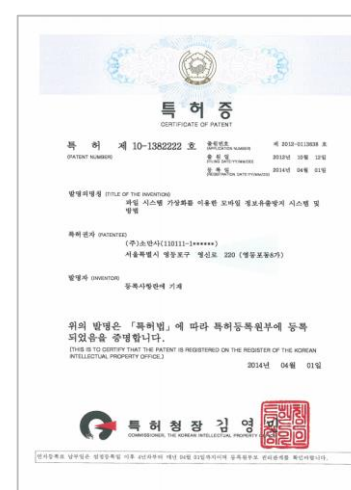 특허증
CERTIFICATE OF PATENT
특 허 제 10-1382222 호
(PATENT NUMBER)
출원번호 제 2012-0113838 호
(APPLICATION NUMBER)
출원일 2012년 10월 12일
(FILING DATE:YY/MM/DD)
등록일 2014년 04월 01일
(REGISTRATION DATE:YY/MM/DD)
발명의명칭 (TITLE OF THE INVENTION)
파일 시스템 가상화를 이용한 모바일 정보유출방지 시스템 및
방법
특허권자 (PATENTEE)
(주)소만사(110111-1******)
서울특별시 영등포구 영신로 220 (영등포동8가)
발명자 (INVENTOR)
등록사항란에 기재
위의 발명은 「특허법」에 따라 특허등록원부에 등록
되었음을 증명합니다.
(THIS IS TO CERTIFY THAT THE PATENT IS REGISTERED ON THE REGISTER OF THE KOREAN
INTELLECTUAL PROPERTY OFFICE.)
2014년 04월 01일
특허청장 김영민
COMMISSIONER, THE KOREAN INTELLECTUAL PROPERTY